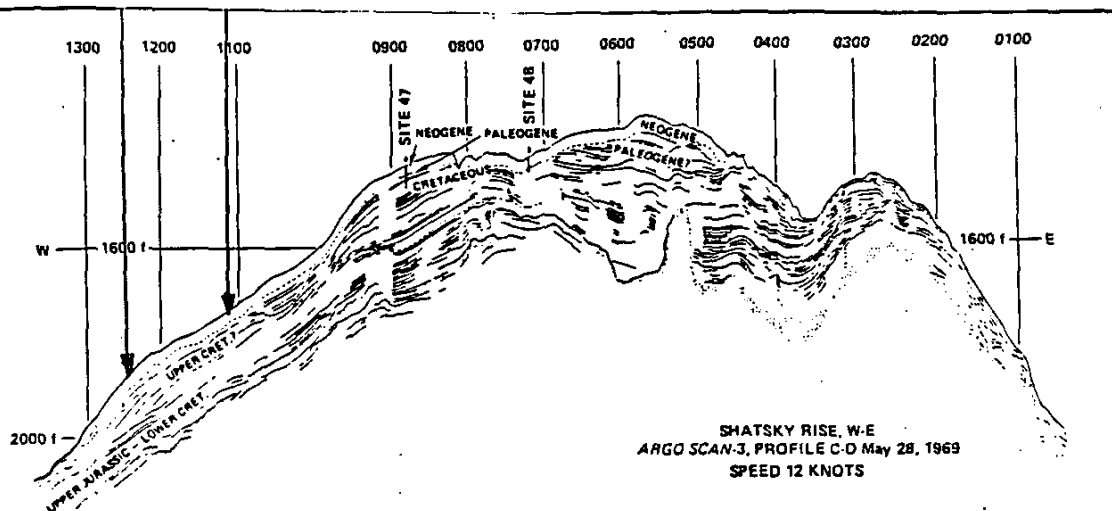 1300 1200 1100 0900 0800 0700 0600 0500 0400 0300 0200 0100
SITE 47
SITE 48
NEOGENE PALEOGENE
CRETACEOUS
NEOGENE
PALEOGENE?
W 1600 f
1600 f E
UPPER CRET.?
UPPER JURASSIC - LOWER CRET.
2000 f
SHATSKY RISE, W-E
ARGO SCAN-3, PROFILE C-D May 28, 1969
SPEED 12 KNOTS